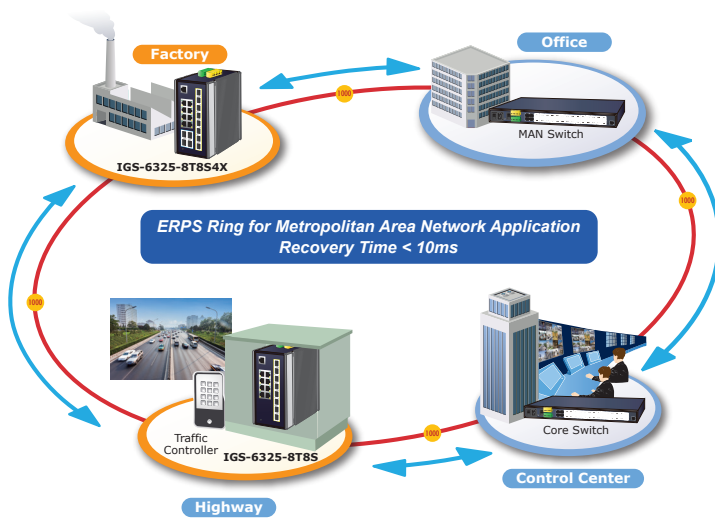 Factory
Office
1000
MAN Switch
IGS-6325-8T8S4X
1000
ERPS Ring for Metropolitan Area Network Application
Recovery Time < 10ms
1000
Traffic
Controller
IGS-6325-8T8S
1000
Core Switch
Control Center
Highway